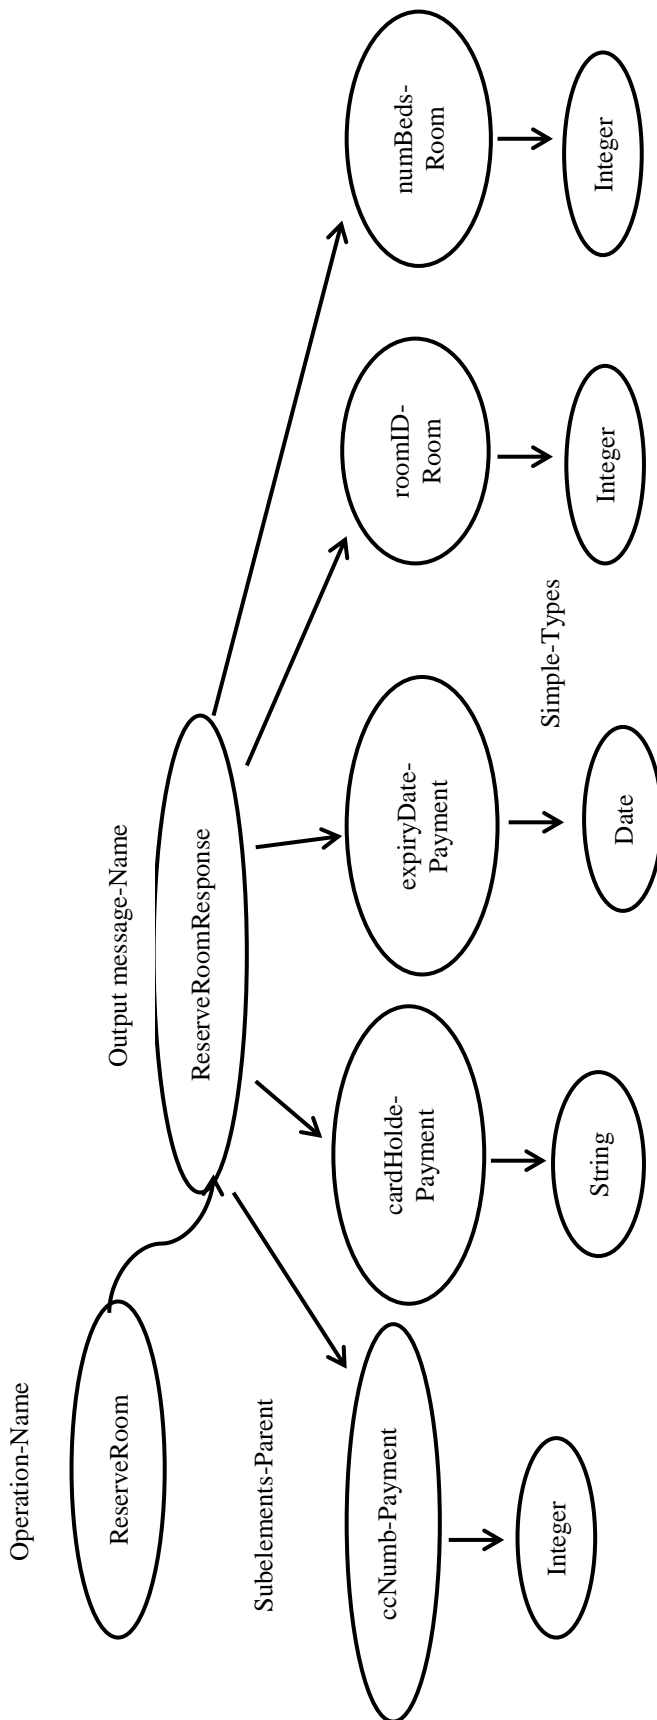 Operation-Name
ReserveRoom
Output message-Name
ReserveRoomResponse
Subelements-Parent
ccNumb-Payment
cardHolde-
Payment
expiryDate-
Payment
roomID-
Room
numBeds-
Room
Simple-Types
Integer
String
Date
Integer
Integer